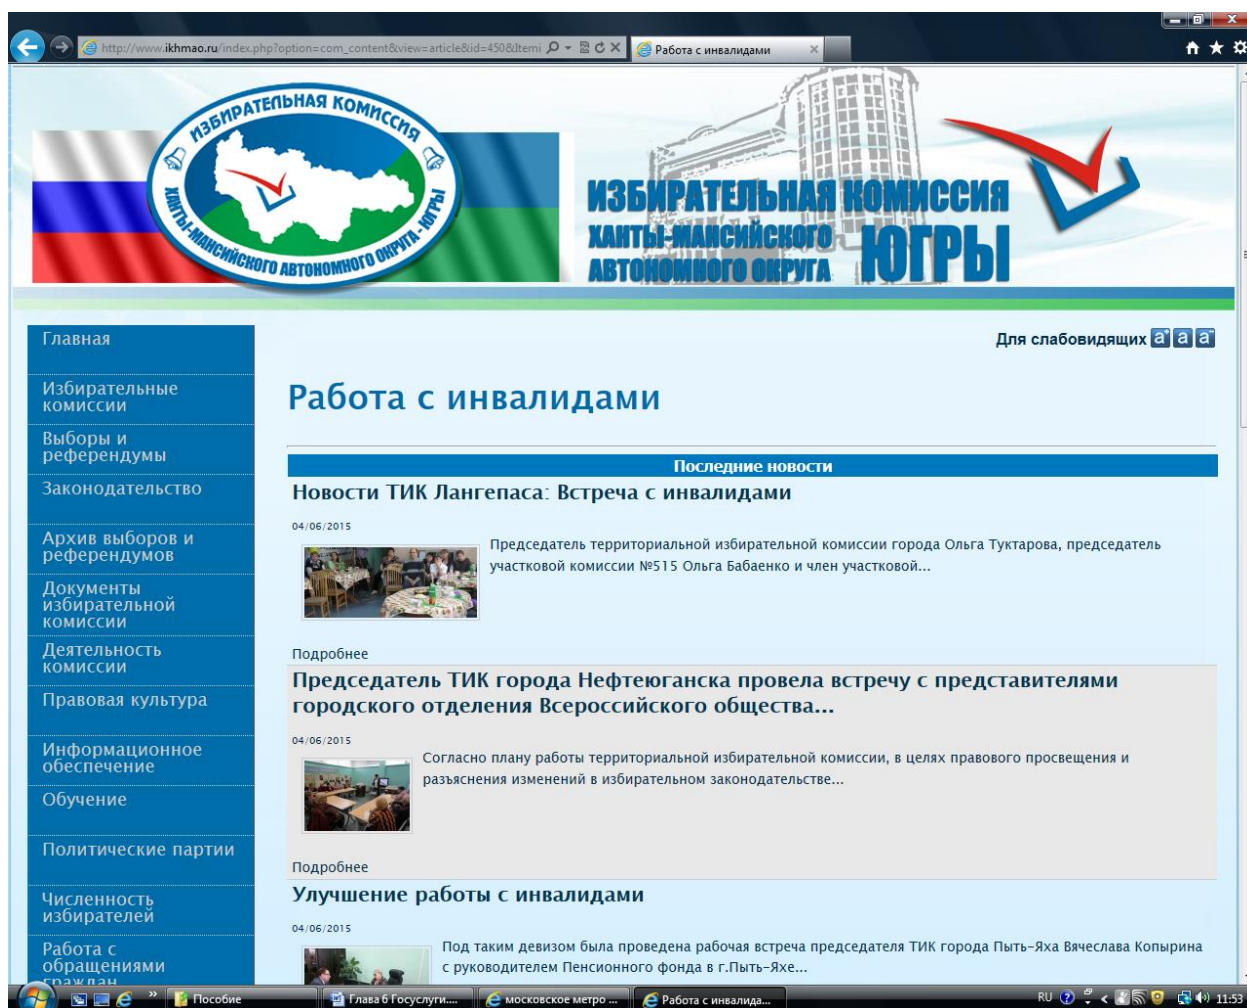 http://www.ikhmao.ru/index.php?option=com_content&view=article&id=450&Itemi
Работа с инвалидами
ИЗБИРАТЕЛЬНАЯ КОМИССИЯ
ХАНТЫ-МАНСИЙСКОГО АВТОНОМНОГО ОКРУГА-ЮГРЫ
ИЗБИРАТЕЛЬНАЯ КОМИССИЯ
ХАНТЫ-МАНСИЙСКОГО
АВТОНОМНОГО ОКРУГА ЮГРЫ
Для слабовидящих a+ a a-
Главная
Избирательные
комиссии
Выборы и
референдумы
Законодательство
Архив выборов и
референдумов
Документы
избирательной
комиссии
Деятельность
комиссии
Правовая культура
Информационное
обеспечение
Обучение
Политические партии
Численность
избирателей
Работа с
обращениями
граждан
Работа с инвалидами
Последние новости
Новости ТИК Лангепаса: Встреча с инвалидами
04/06/2015
Председатель территориальной избирательной комиссии города Ольга Туктарова, председатель
участковой комиссии №515 Ольга Бабаенко и член участковой...
Подробнее
Председатель ТИК города Нефтеюганска провела встречу с представителями
городского отделения Всероссийского общества...
04/06/2015
Согласно плану работы территориальной избирательной комиссии, в целях правового просвещения и
разъяснения изменений в избирательном законодательстве...
Подробнее
Улучшение работы с инвалидами
04/06/2015
Под таким девизом была проведена рабочая встреча председателя ТИК города Пыть-Яха Вячеслава Копырина
с руководителем Пенсионного фонда в г.Пыть-Яхе...
Пособие
Глава 6 Госуслуги....
московское метро ...
Работа с инвалида...
RU
11:53